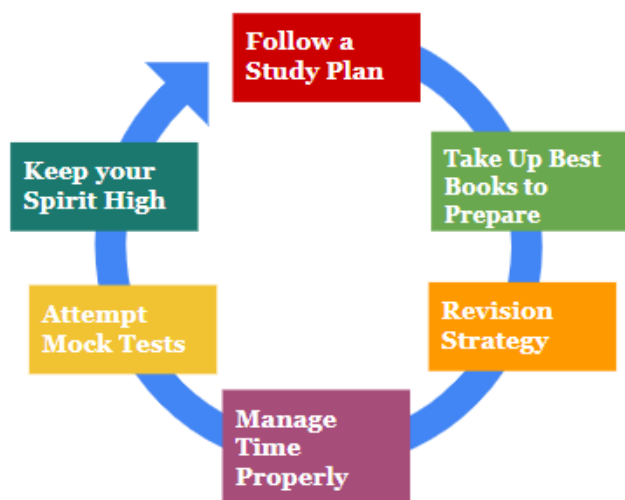 Follow a
Study Plan
Take Up Best
Books to
Prepare
Revision
Strategy
Manage
Time
Properly
Attempt
Mock Tests
Keep your
Spirit High